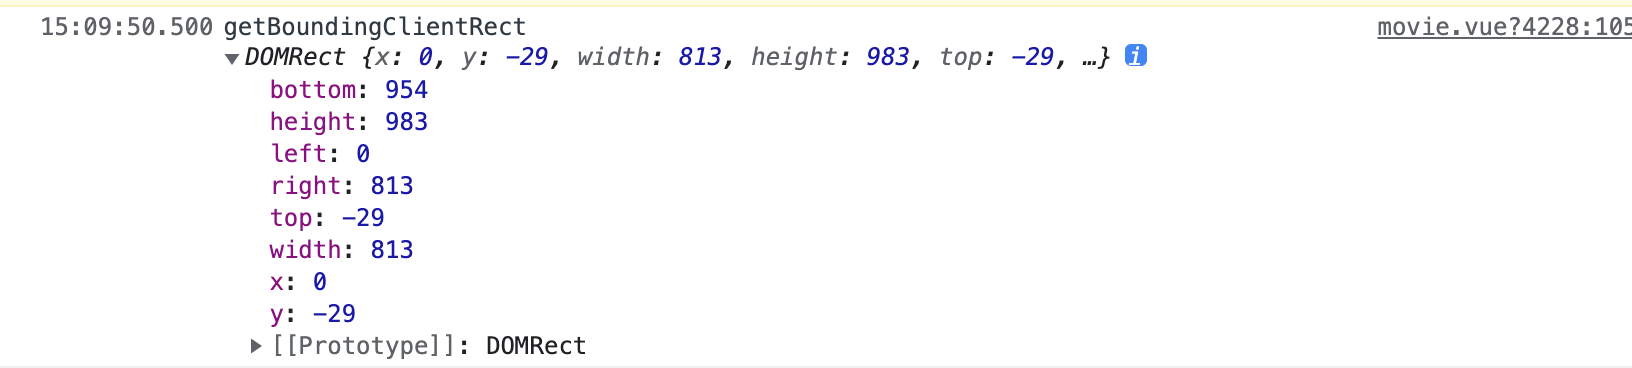 15:09:50.500 getBoundingClientRect movie.vue?4228:105
▼DOMRect {x: 0, y: -29, width: 813, height: 983, top: -29, …} i
bottom: 954
height: 983
left: 0
right: 813
top: -29
width: 813
x: 0
y: -29
▶[[Prototype]]: DOMRect